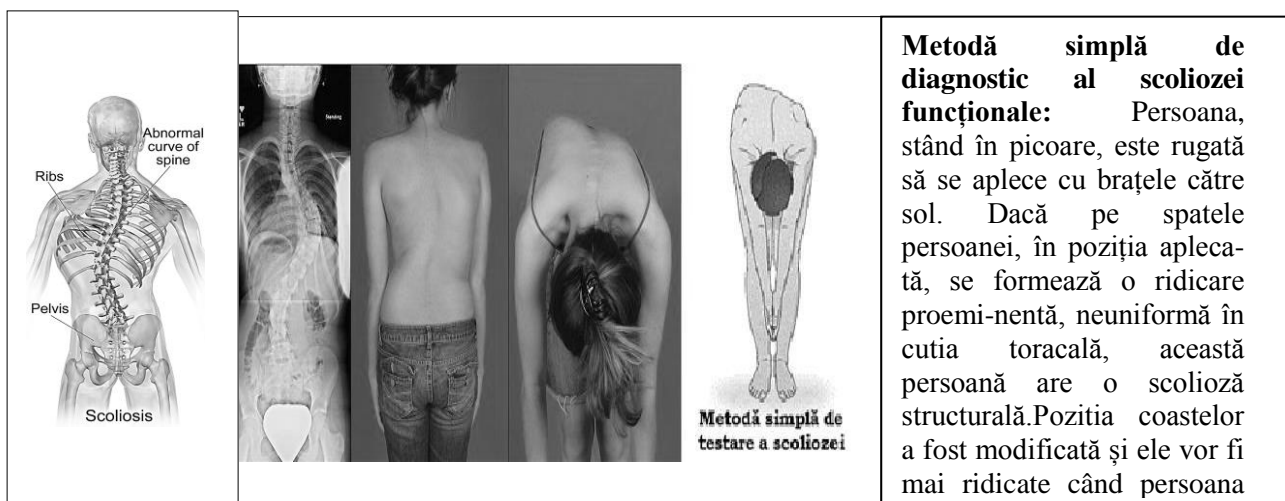 Abnormal
curve of
spine
Ribs
Pelvis
Scoliosis
Standing
Metodă simplă de
testare a scoliozei
Metodă simplă de
diagnostic al scoliozei
funcționale: Persoana,
stând în picoare, este rugată
să se aplece cu brațele către
sol. Dacă pe spatele
persoanei, în poziția apleca-
tă, se formează o ridicare
proemi-nentă, neuniformă în
cutia toracală, această
persoană are o scolioză
structurală.Pozitia coastelor
a fost modificată și ele vor fi
mai ridicate când persoana